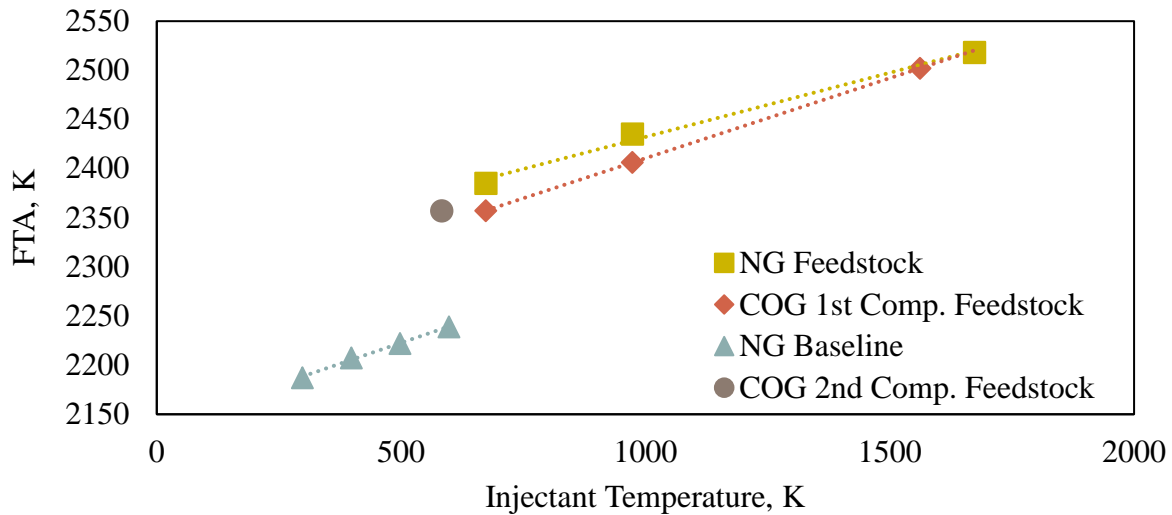 2550
2500
2450
2400
2350
2300
2250
2200
2150
FTA, K
NG Feedstock
COG 1st Comp. Feedstock
NG Baseline
COG 2nd Comp. Feedstock
0 500 1000 1500 2000
Injectant Temperature, K